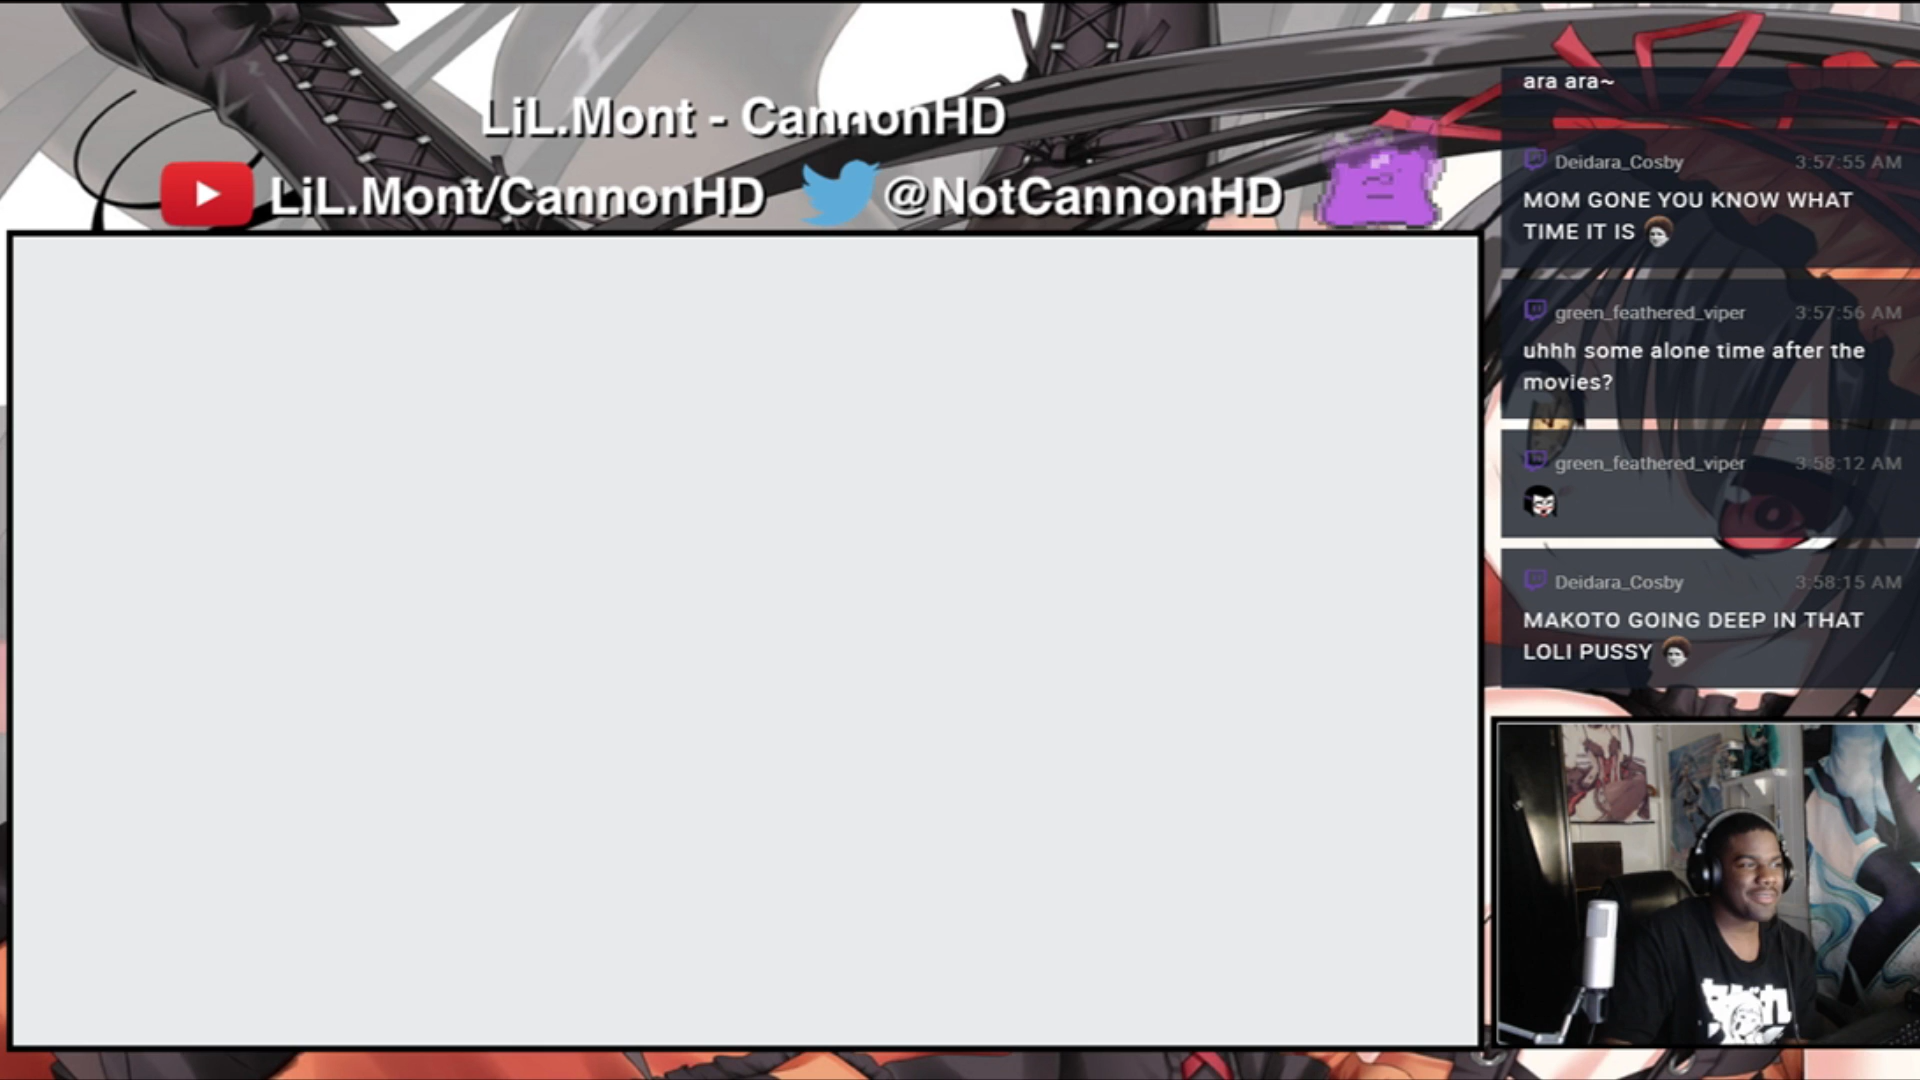 LiL.Mont - CannonHD
LiL.Mont/CannonHD
@NotCannonHD
ara ara~
Deidara_Cosby 3:57:55 AM
MOM GONE YOU KNOW WHAT
TIME IT IS
green_feathered_viper 3:57:56 AM
uhhh some alone time after the
movies?
green_feathered_viper 3:58:12 AM
Deidara_Cosby 3:58:15 AM
MAKOTO GOING DEEP IN THAT
LOLI PUSSY